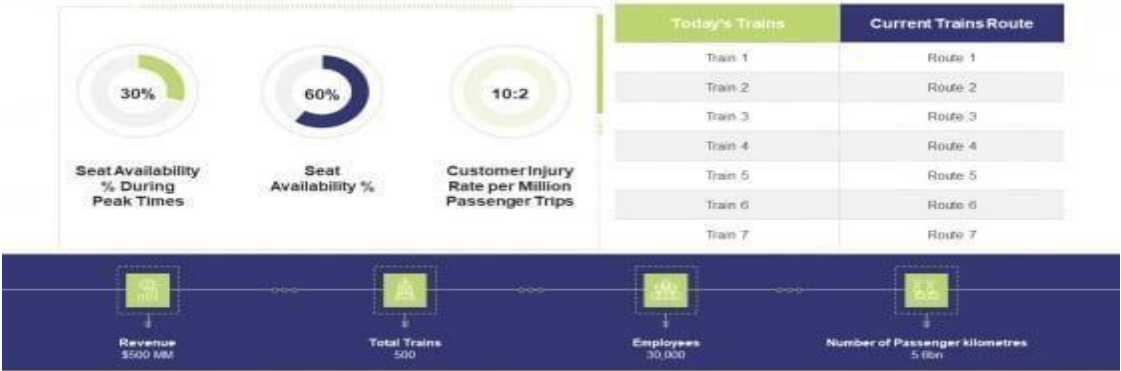 30%
60%
10:2
Seat Availability
% During
Peak Times
Seat
Availability %
Customer Injury
Rate per Million
Passenger Trips
Today's Trains Current Trains Route
Train 1 Route 1
Train 2 Route 2
Train 3 Route 3
Train 4 Route 4
Train 5 Route 5
Train 6 Route 6
Train 7 Route 7
Revenue
$500 MM
Total Trains
500
Employees
30,000
Number of Passenger kilometres